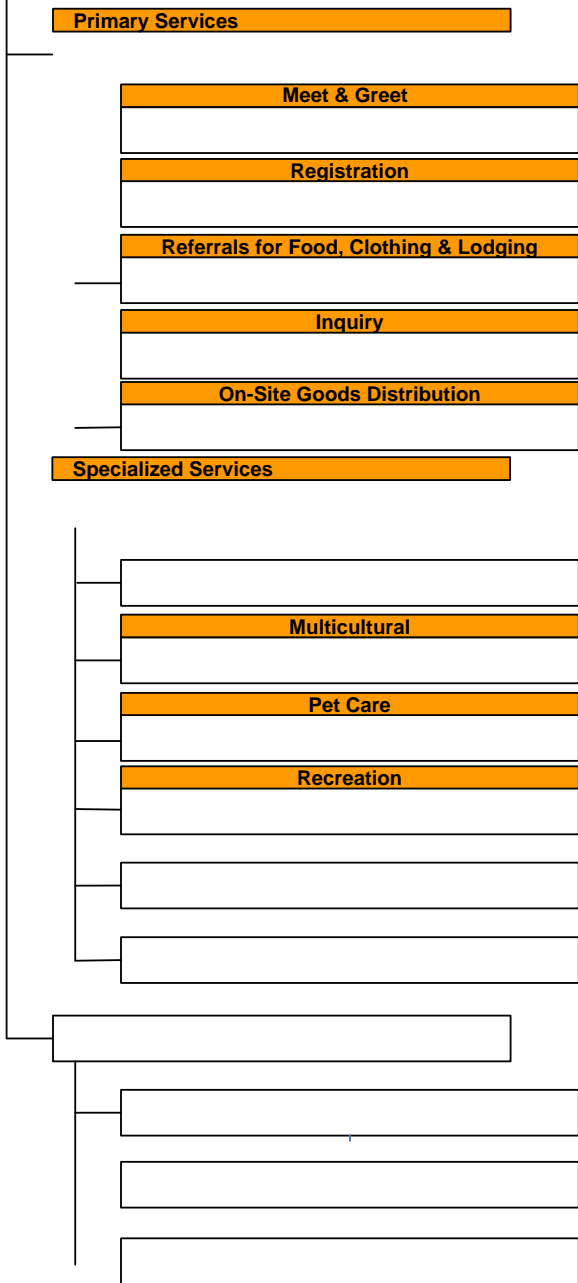 Primary Services
Meet & Greet
Registration
Referrals for Food, Clothing & Lodging
Inquiry
On-Site Goods Distribution
Specialized Services
Multicultural
Pet Care
Recreation